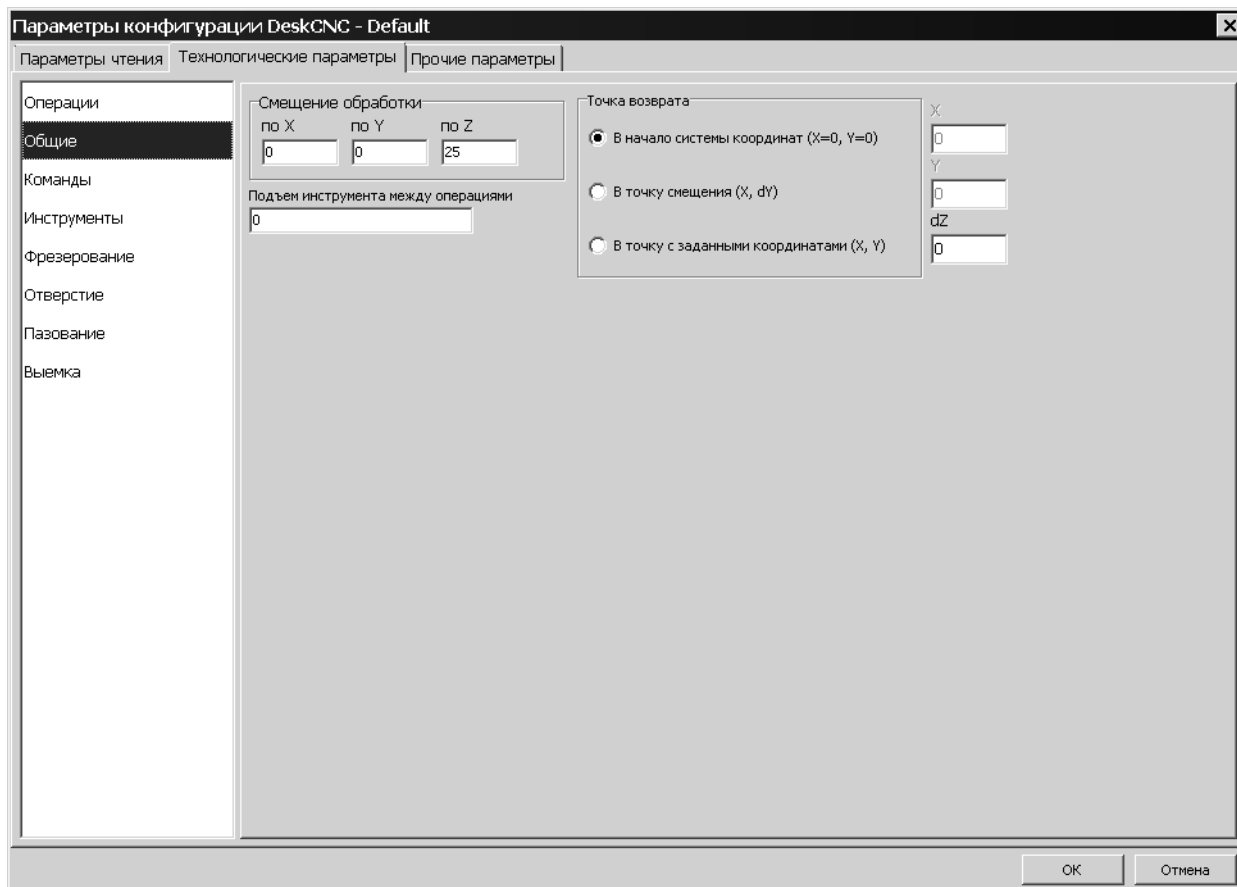 Параметры конфигурации DeskCNC - Default
Параметры чтения Технологические параметры Прочие параметры
Операции
Общие
Команды
Инструменты
Фрезерование
Отверстие
Пазование
Выемка
Смещение обработки
по X по Y по Z
0 0 25
Подъем инструмента между операциями
0
Точка возврата
В начало системы координат (X=0, Y=0)
В точку смещения (X, dY)
В точку с заданными координатами (X, Y)
X
0
Y
0
dZ
0
ОК Отмена